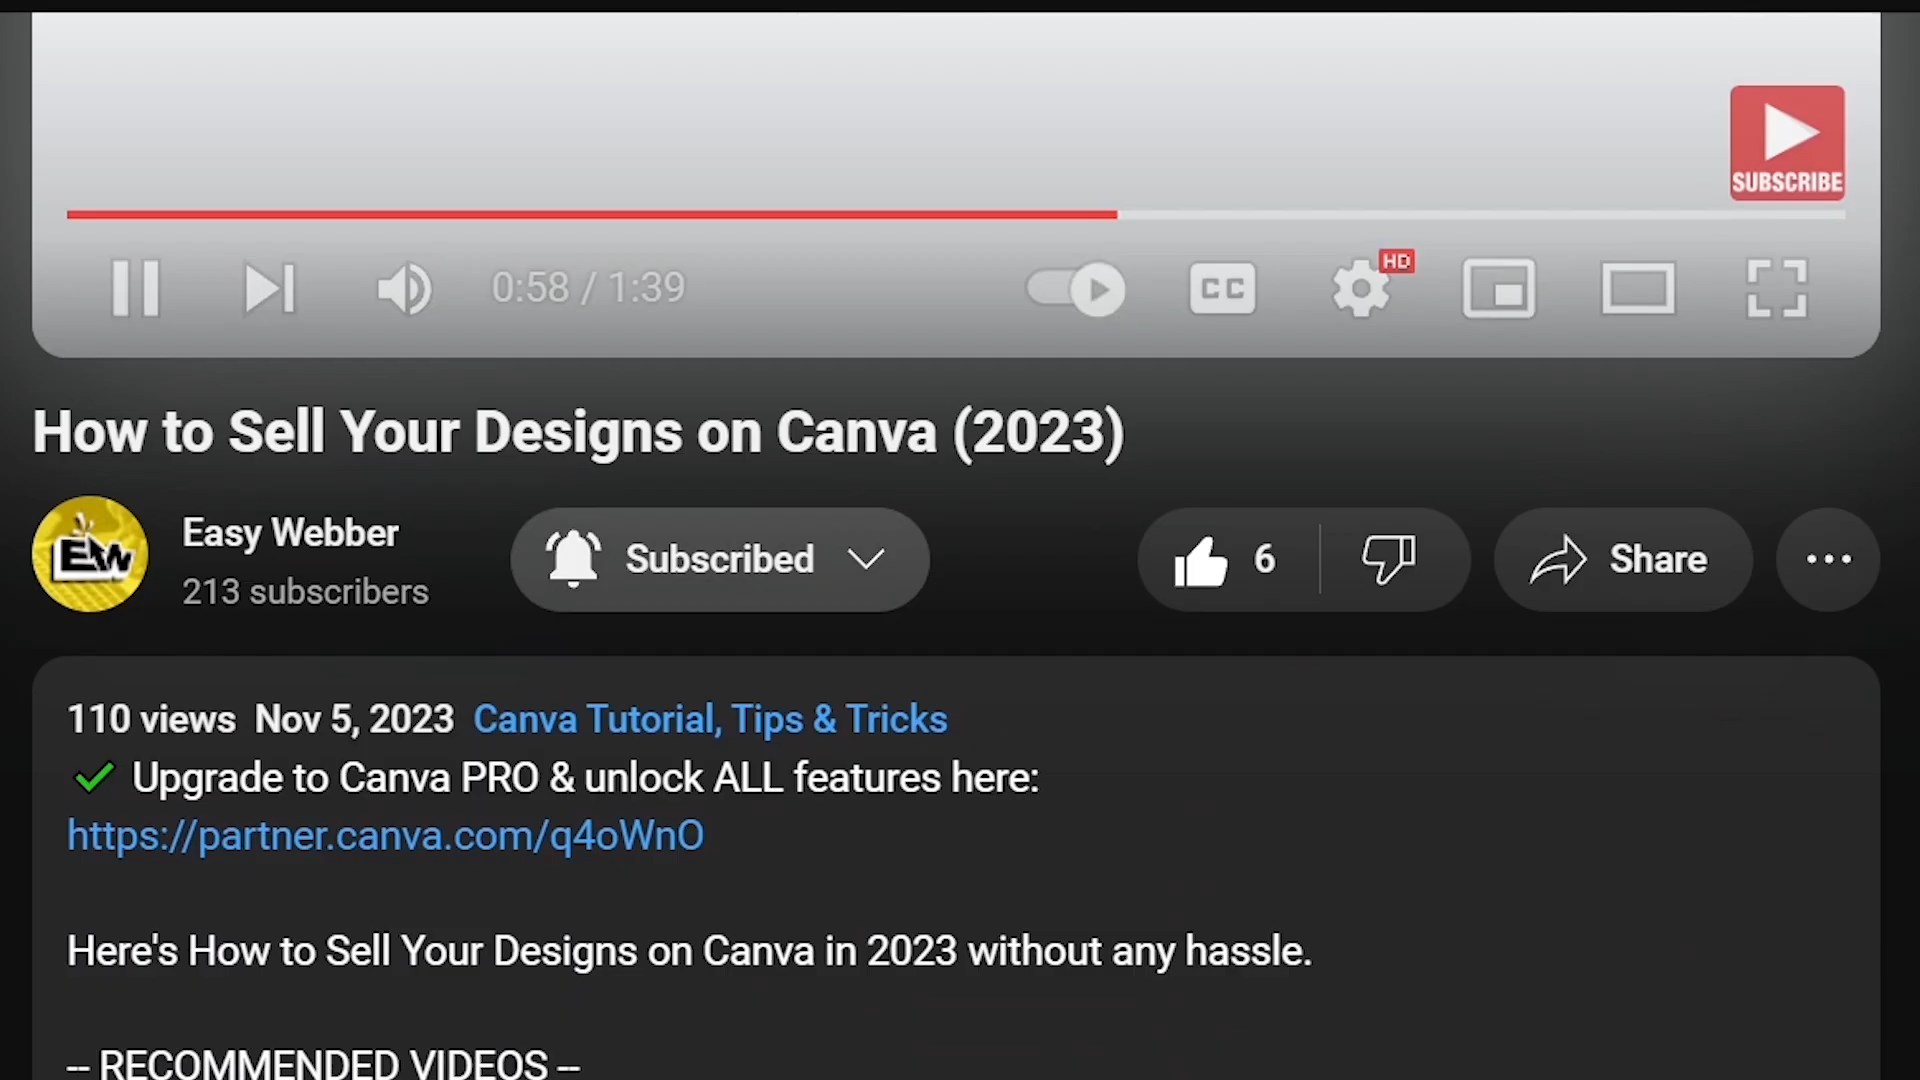 SUBSCRIBE
0:58 / 1:39
CC
HD
How to Sell Your Designs on Canva (2023)
EW
Easy Webber
213 subscribers
Subscribed
6
Share
110 views Nov 5, 2023 Canva Tutorial, Tips & Tricks
✔ Upgrade to Canva PRO & unlock ALL features here:
https://partner.canva.com/q4oWnO
Here's How to Sell Your Designs on Canva in 2023 without any hassle.
-- RECOMMENDED VIDEOS --